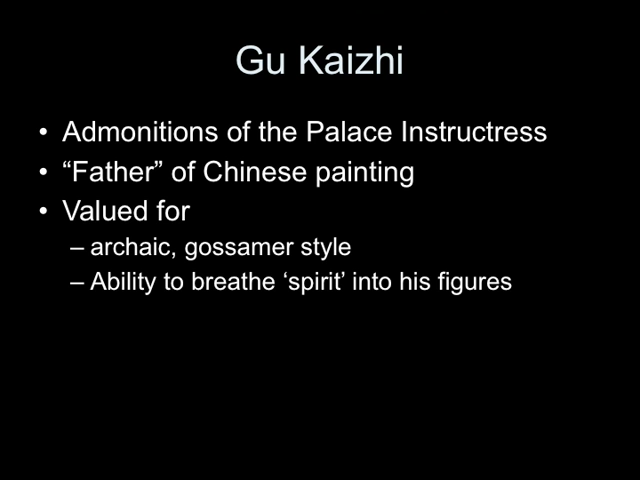 Gu Kaizhi
• Admonitions of the Palace Instructress
• “Father” of Chinese painting
• Valued for
– archaic, gossamer style
– Ability to breathe ‘spirit’ into his figures